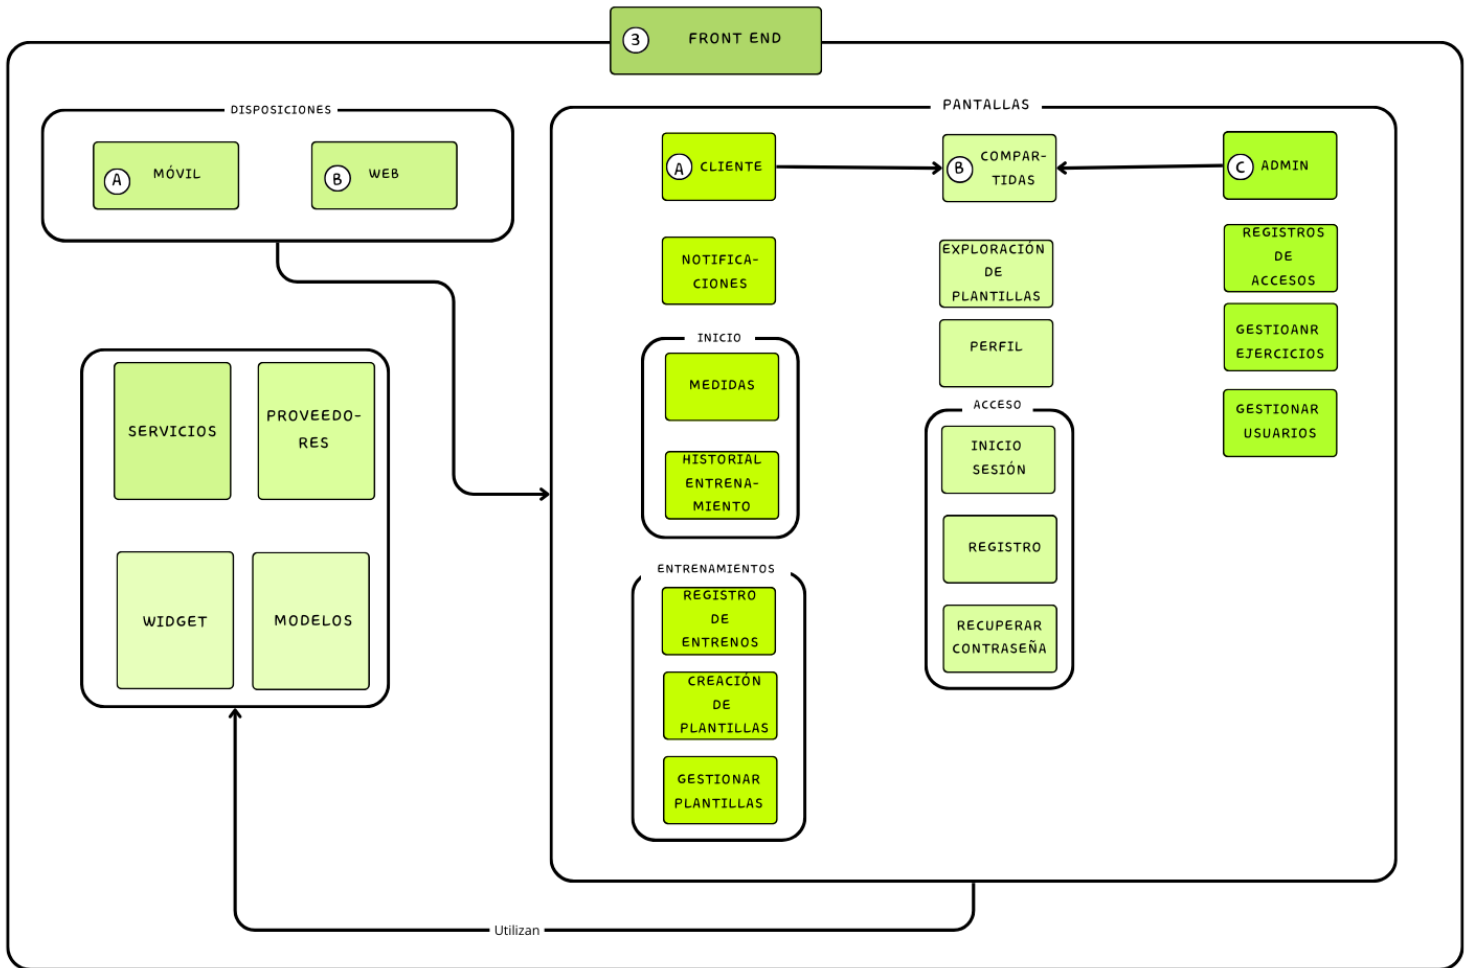 3 FRONT END
DISPOSICIONES
A MÓVIL
B WEB
SERVICIOS
PROVEEDO-
RES
WIDGET
MODELOS
PANTALLAS
A CLIENTE
NOTIFICA-
CIONES
INICIO
MEDIDAS
HISTORIAL
ENTRENA-
MIENTO
ENTRENAMIENTOS
REGISTRO
DE
ENTRENOS
CREACIÓN
DE
PLANTILLAS
GESTIONAR
PLANTILLAS
B COMPAR-
TIDAS
EXPLORACIÓN
DE
PLANTILLAS
PERFIL
ACCESO
INICIO
SESIÓN
REGISTRO
RECUPERAR
CONTRASEÑA
C ADMIN
REGISTROS
DE
ACCESOS
GESTIOANR
EJERCICIOS
GESTIONAR
USUARIOS
Utilizan